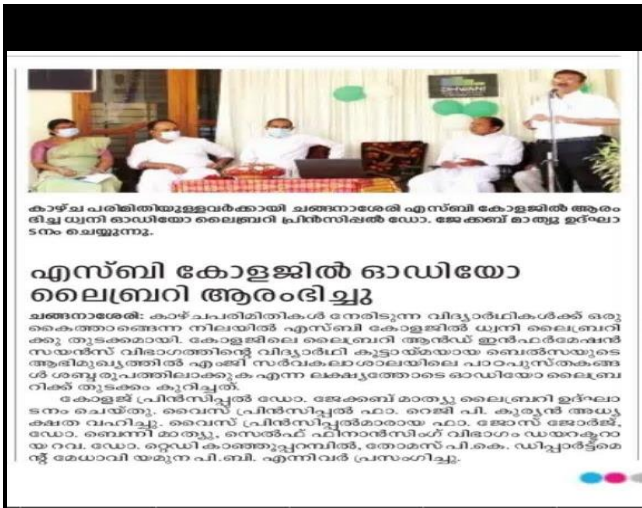 DHWANI
കാഴ്ച പരിമിതിയുള്ളവർക്കായി ചങ്ങനാശേരി എസ്ബി കോളജിൽ ആരം
ഭിച്ച ധ്വനി ഓഡിയോ ലൈബ്രറി പ്രിൻസിപ്പൽ ഡോ. ജേക്കബ് മാത്യു ഉദ്ഘാ
ടനം ചെയ്യുന്നു.
എസ്ബി കോളജിൽ ഓഡിയോ
ലൈബ്രറി ആരംഭിച്ചു
ചങ്ങനാശേരി: കാഴ്ചപരിമിതികൾ നേരിടുന്ന വിദ്യാർഥികൾക്ക് ഒരു
കൈത്താങ്ങെന്ന നിലയിൽ എസ്ബി കോളജിൽ ധ്വനി ലൈബ്രറി
ക്കു തുടക്കമായി. കോളജിലെ ലൈബ്രറി ആൻഡ് ഇൻഫർമേഷൻ
സയൻസ് വിഭാഗത്തിന്റെ വിദ്യാർഥി കൂട്ടായ്മയായ ബെൽസയുടെ
ആഭിമുഖ്യത്തിൽ എംജി സർവകലാശാലയിലെ പാഠപുസ്തകങ്ങ
ൾ ശബ്ദരൂപത്തിലാക്കുക എന്ന ലക്ഷ്യത്തോടെ ഓഡിയോ ലൈബ്ര
റിക്ക് തുടക്കം കുറിച്ചത്.
കോളജ് പ്രിൻസിപ്പൽ ഡോ. ജേക്കബ് മാത്യു ലൈബ്രറി ഉദ്ഘാ
ടനം ചെയ്തു. വൈസ് പ്രിൻസിപ്പൽ ഫാ. റെജി പി. കുര്യൻ അധ്യ
ക്ഷത വഹിച്ചു. വൈസ് പ്രിൻസിപ്പൽമാരായ ഫാ. ജോസ് ജോർജ്,
ഡോ. ബെന്നി മാത്യു, സെൽഫ് ഫിനാൻസിംഗ് വിഭാഗം ഡയറക്ടറാ
യ റവ. ഡോ. റ്റെഡി കാഞ്ഞൂപ്പറമ്പിൽ, തോമസ് പി.കെ. ഡിപ്പാർട്ട്മെ
ന്റ് മേധാവി യമുന പി.ബി. എന്നിവർ പ്രസംഗിച്ചു.